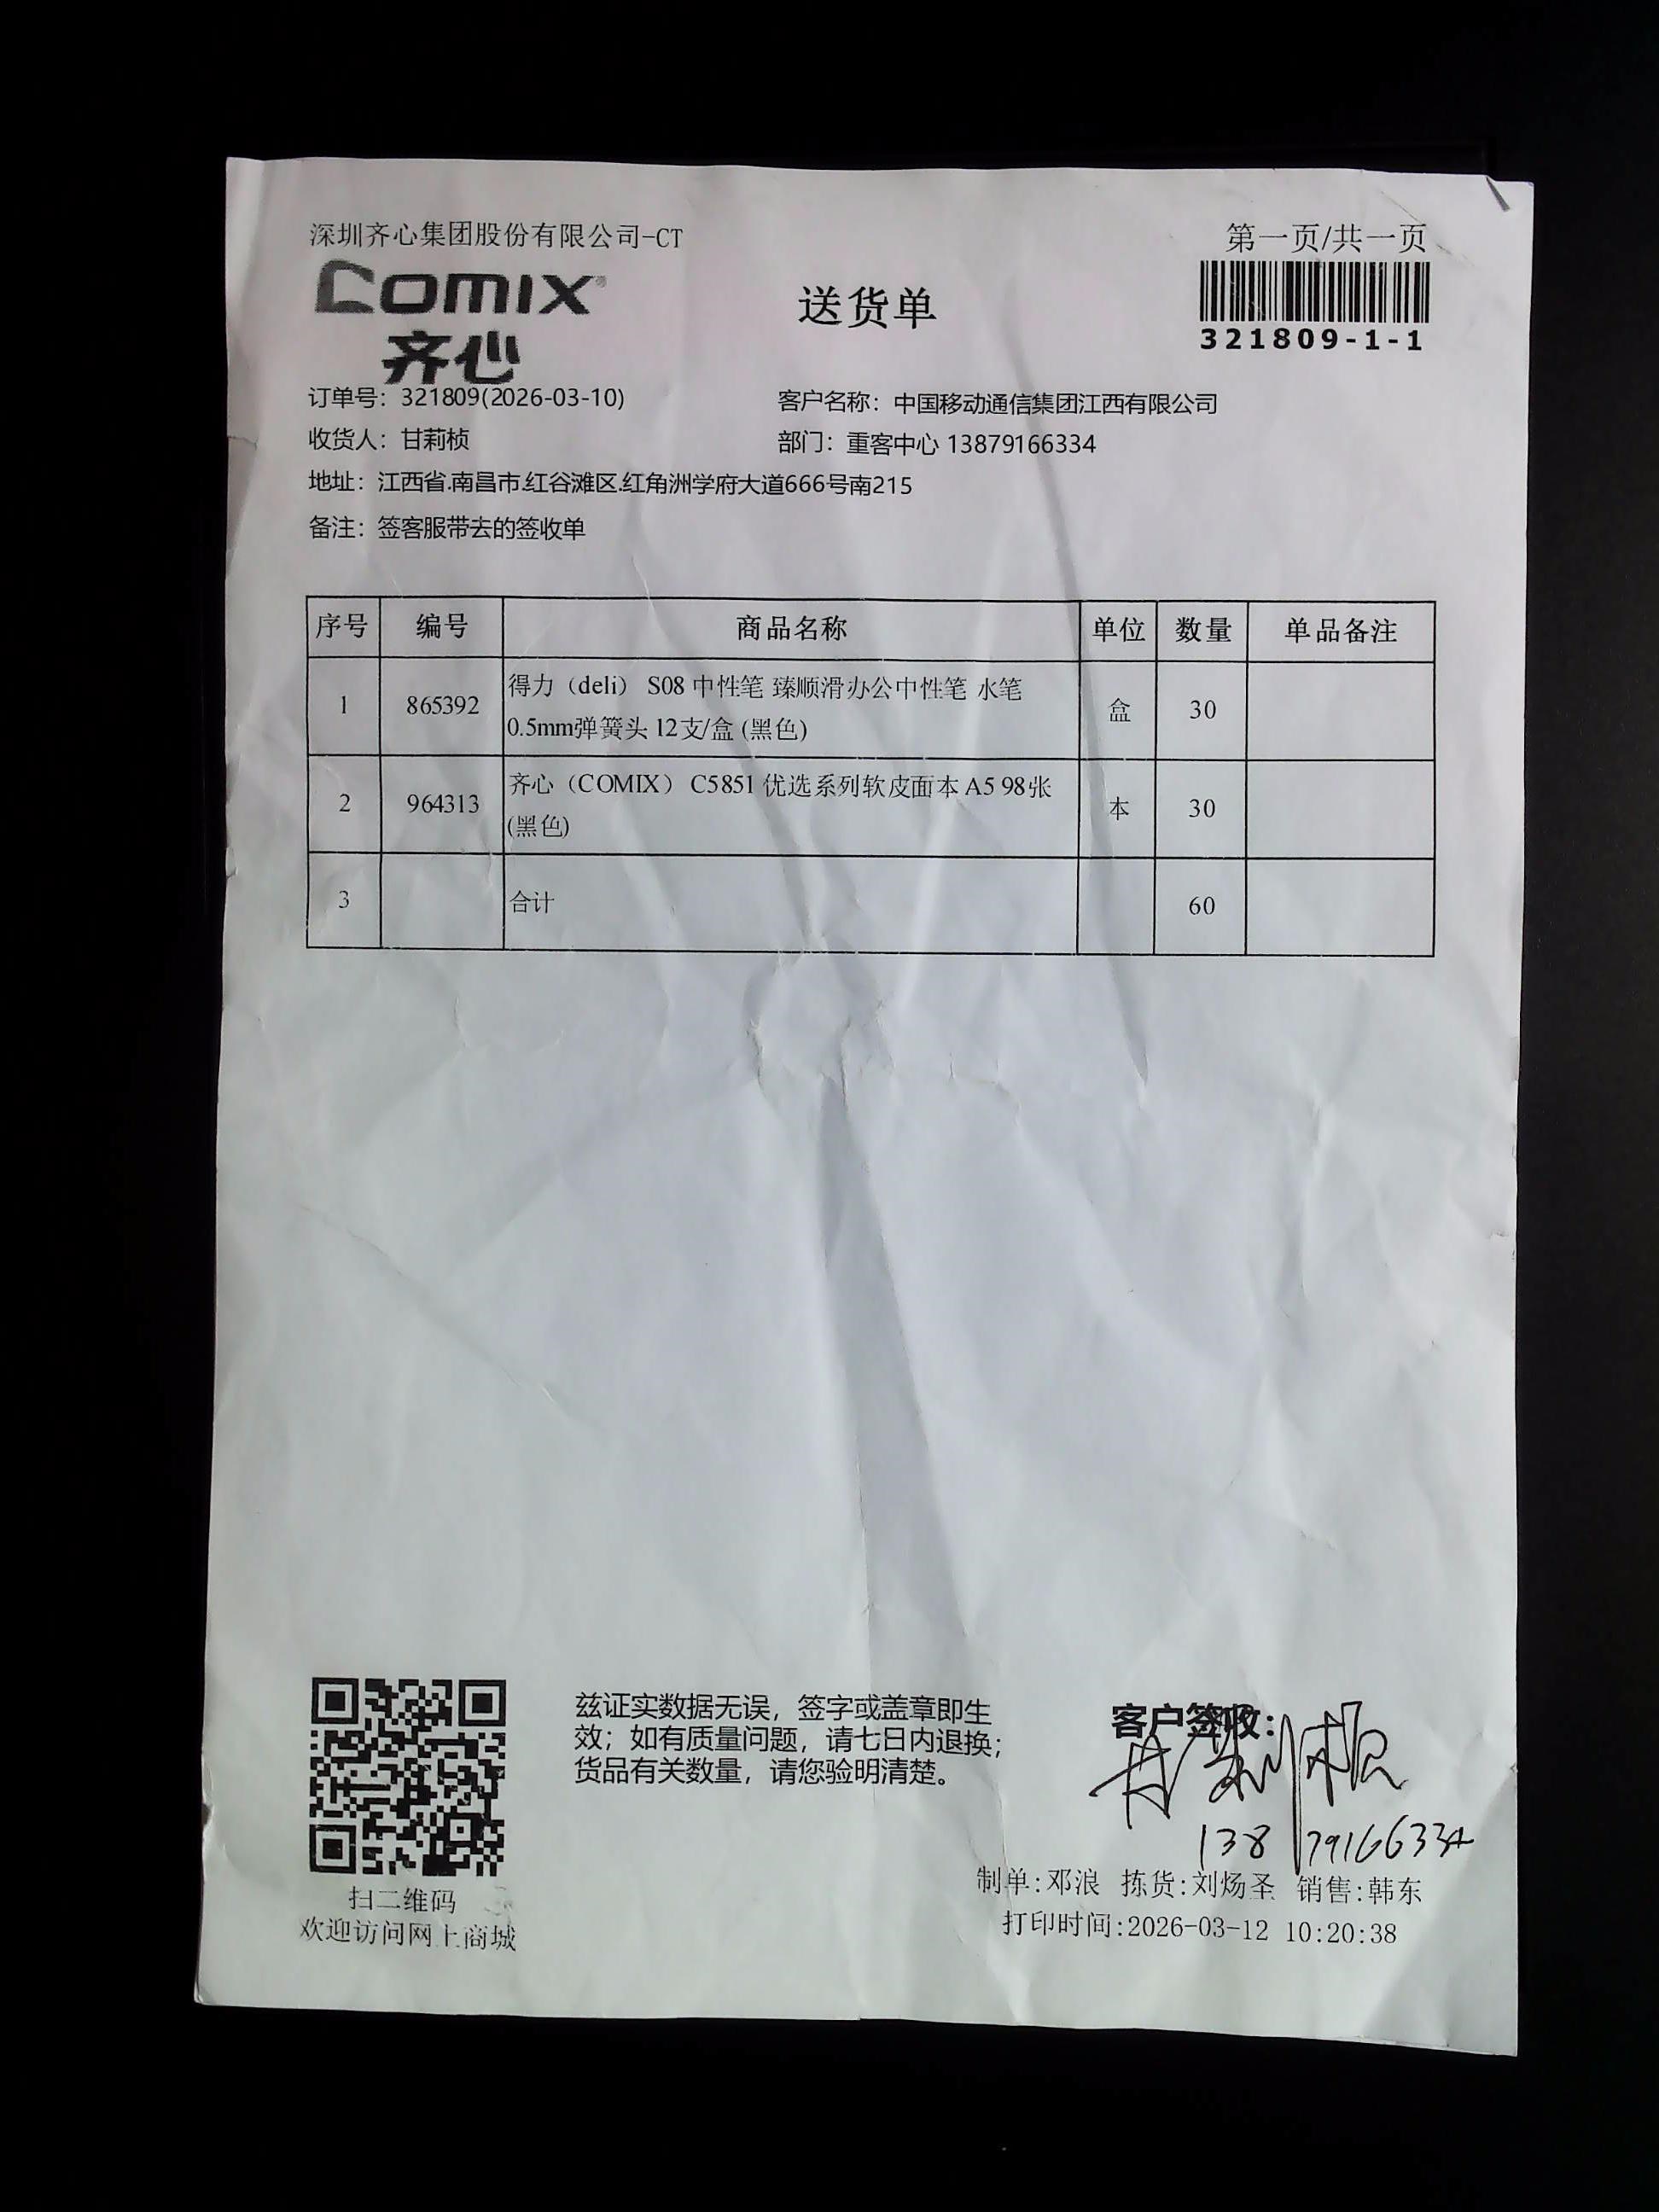 深圳齐心集团股份有限公司-CT
第一页/共一页
COMIX®
齐心
送货单
321809-1-1
订单号：321809(2026-03-10)
客户名称：中国移动通信集团江西有限公司
收货人：甘莉桢
部门：重客中心 13879166334
地址：江西省.南昌市.红谷滩区.红角洲学府大道666号南215
备注：签客服带去的签收单
序号 编号 商品名称 单位 数量 单品备注
1 865392 得力（deli） S08 中性笔 臻顺滑办公中性笔 水笔 盒 30
0.5mm弹簧头 12支/盒 (黑色)
2 964313 齐心（COMIX） C5851 优选系列软皮面本 A5 98张 本 30
(黑色)
3 合计 60
兹证实数据无误，签字或盖章即生
效；如有质量问题，请七日内退换；
货品有关数量，请您验明清楚。
客户签收：
甘莉桢
13879166334
扫二维码
欢迎访问网上商城
制单:邓浪 拣货:刘炀圣 销售:韩东
打印时间:2026-03-12 10:20:38